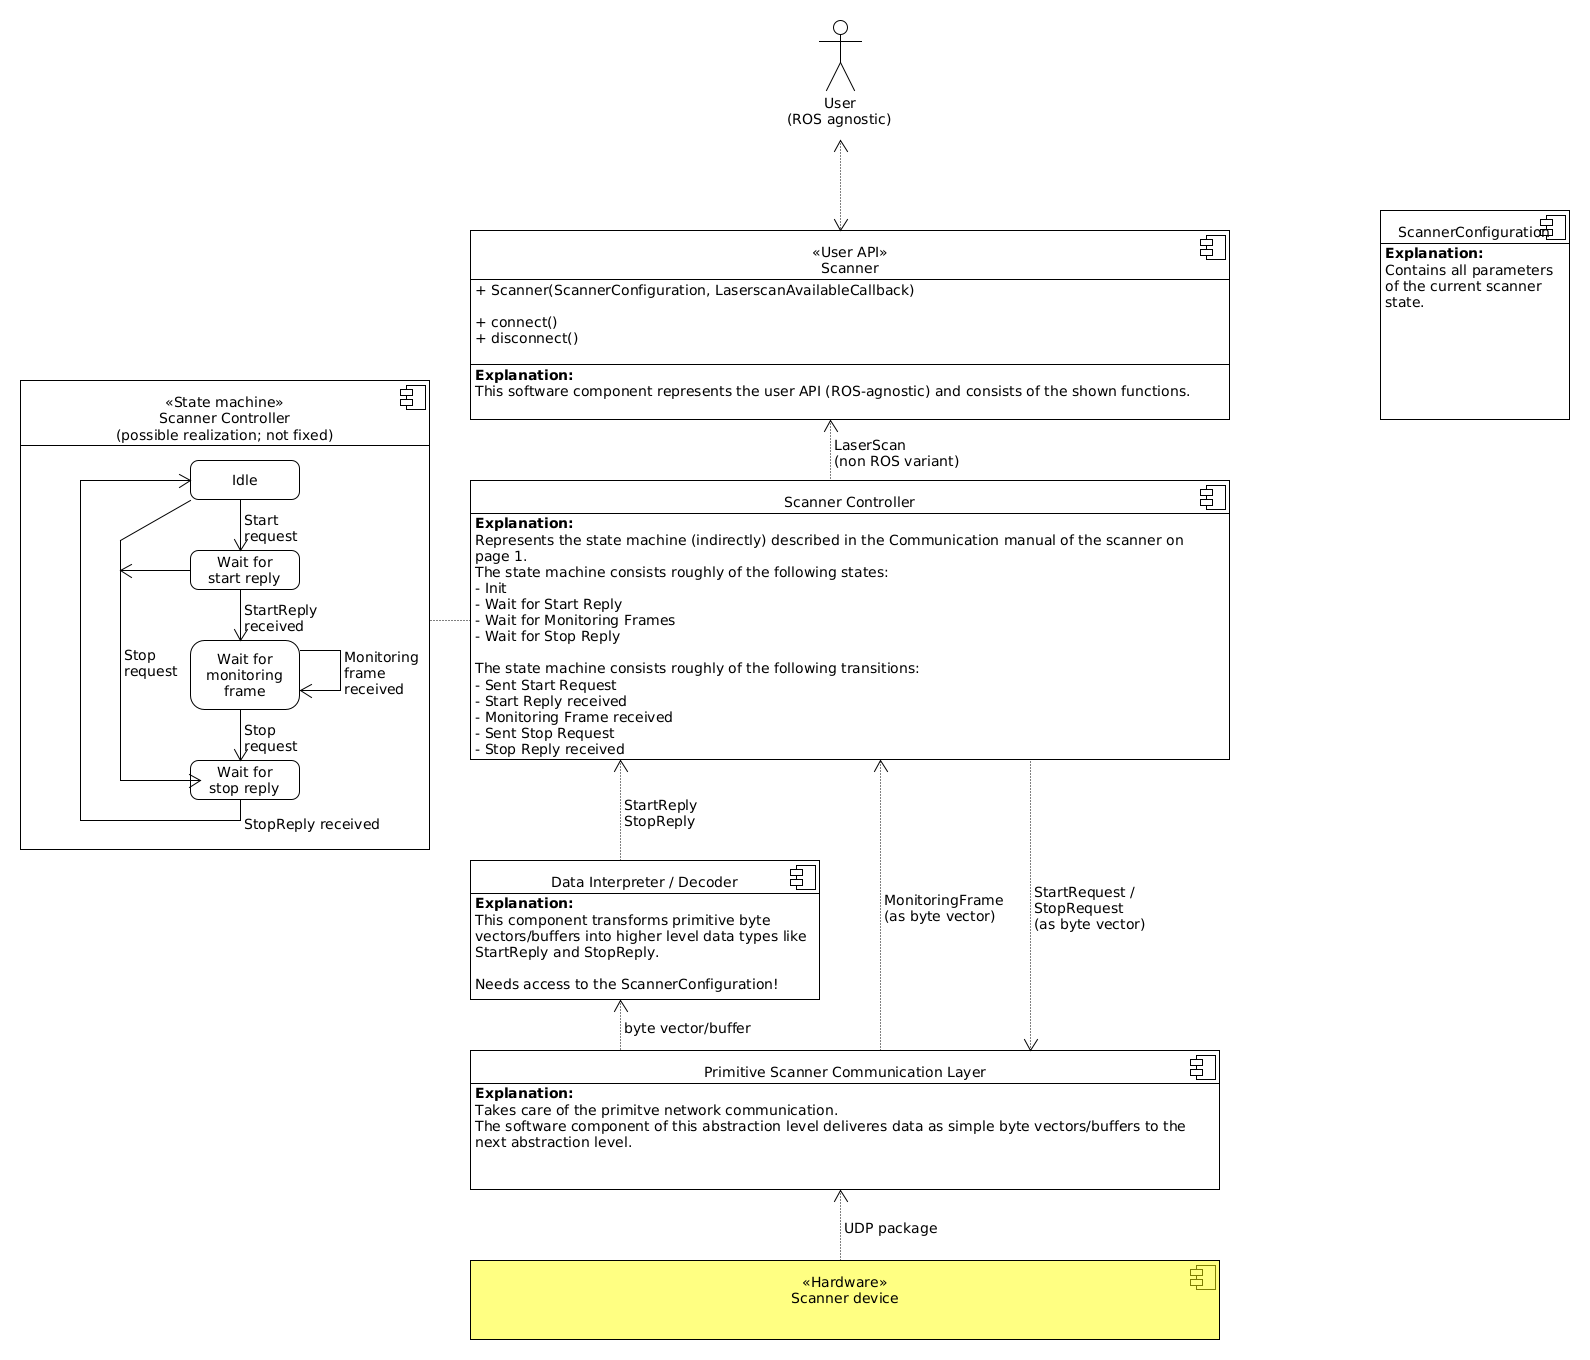 User
(ROS agnostic)
«User API»
Scanner
+ Scanner(ScannerConfiguration, LaserscanAvailableCallback)
+ connect()
+ disconnect()
Explanation:
This software component represents the user API (ROS-agnostic) and consists of the shown functions.
ScannerConfiguration
Explanation:
Contains all parameters
of the current scanner
state.
LaserScan
(non ROS variant)
«State machine»
Scanner Controller
(possible realization; not fixed)
Idle
Start
request
Wait for
start reply
StartReply
received
Wait for
monitoring
frame
Monitoring
frame
received
Stop
request
Stop
request
Wait for
stop reply
StopReply received
Scanner Controller
Explanation:
Represents the state machine (indirectly) described in the Communication manual of the scanner on
page 1.
The state machine consists roughly of the following states:
- Init
- Wait for Start Reply
- Wait for Monitoring Frames
- Wait for Stop Reply
The state machine consists roughly of the following transitions:
- Sent Start Request
- Start Reply received
- Monitoring Frame received
- Sent Stop Request
- Stop Reply received
StartReply
StopReply
MonitoringFrame
(as byte vector)
StartRequest /
StopRequest
(as byte vector)
Data Interpreter / Decoder
Explanation:
This component transforms primitive byte
vectors/buffers into higher level data types like
StartReply and StopReply.
Needs access to the ScannerConfiguration!
byte vector/buffer
Primitive Scanner Communication Layer
Explanation:
Takes care of the primitve network communication.
The software component of this abstraction level deliveres data as simple byte vectors/buffers to the
next abstraction level.
UDP package
«Hardware»
Scanner device